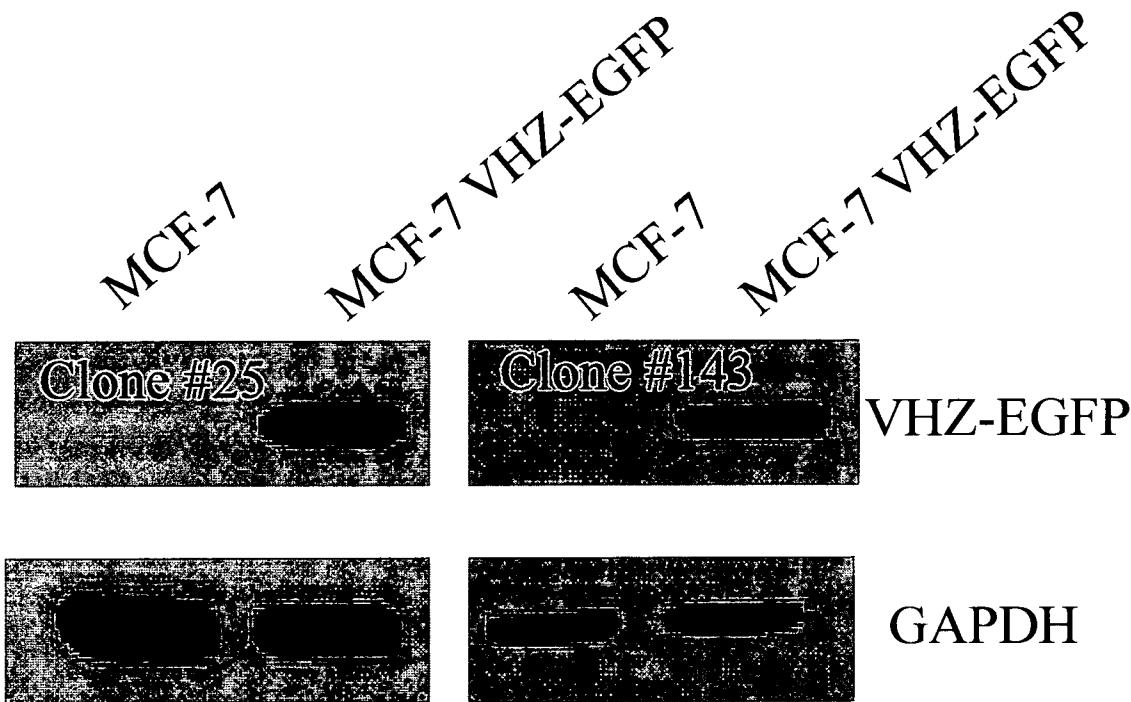 MCF-7
MCF-7 VHZ-EGFP
MCF-7
MCF-7 VHZ-EGFP
Clone #25
Clone #143
VHZ-EGFP
GAPDH